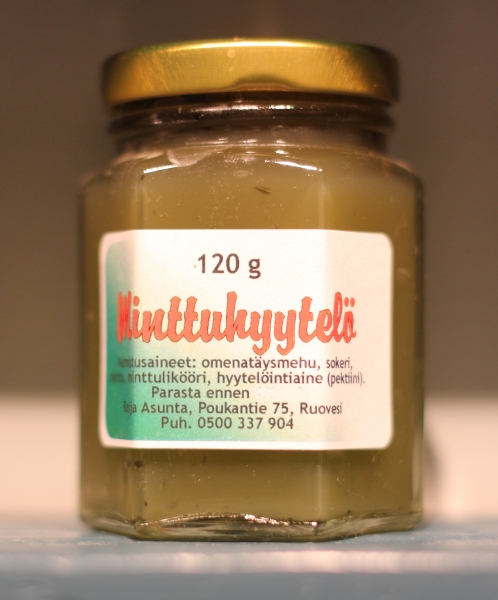 120 g
Minttuhyytelö
omenatäysmehu, sokeri,
minttulikööri, hyytelöintiaine (pektiini).
Parasta ennen
Asunta, Poukantie 75, Ruovesi
Puh. 0500 337 904